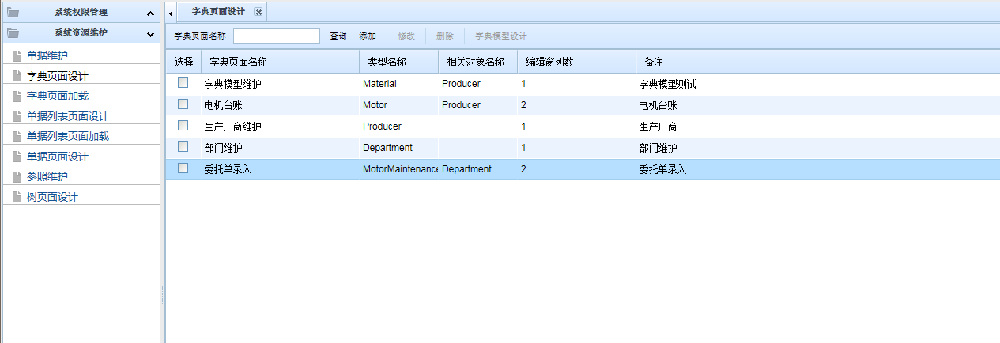 系统权限管理
系统资源维护
单据维护
字典页面设计
字典页面加载
单据列表页面设计
单据列表页面加载
单据页面设计
参照维护
树页面设计
字典页面设计
字典页面名称 查询 添加 修改 删除 字典模型设计
选择 字典页面名称 类型名称 相关对象名称 编辑窗列数 备注
字典模型维护 Material Producer 1 字典模型测试
电机台账 Motor Producer 2 电机台账
生产厂商维护 Producer 1 生产厂商
部门维护 Department 1 部门维护
委托单录入 MotorMaintenance Department 2 委托单录入